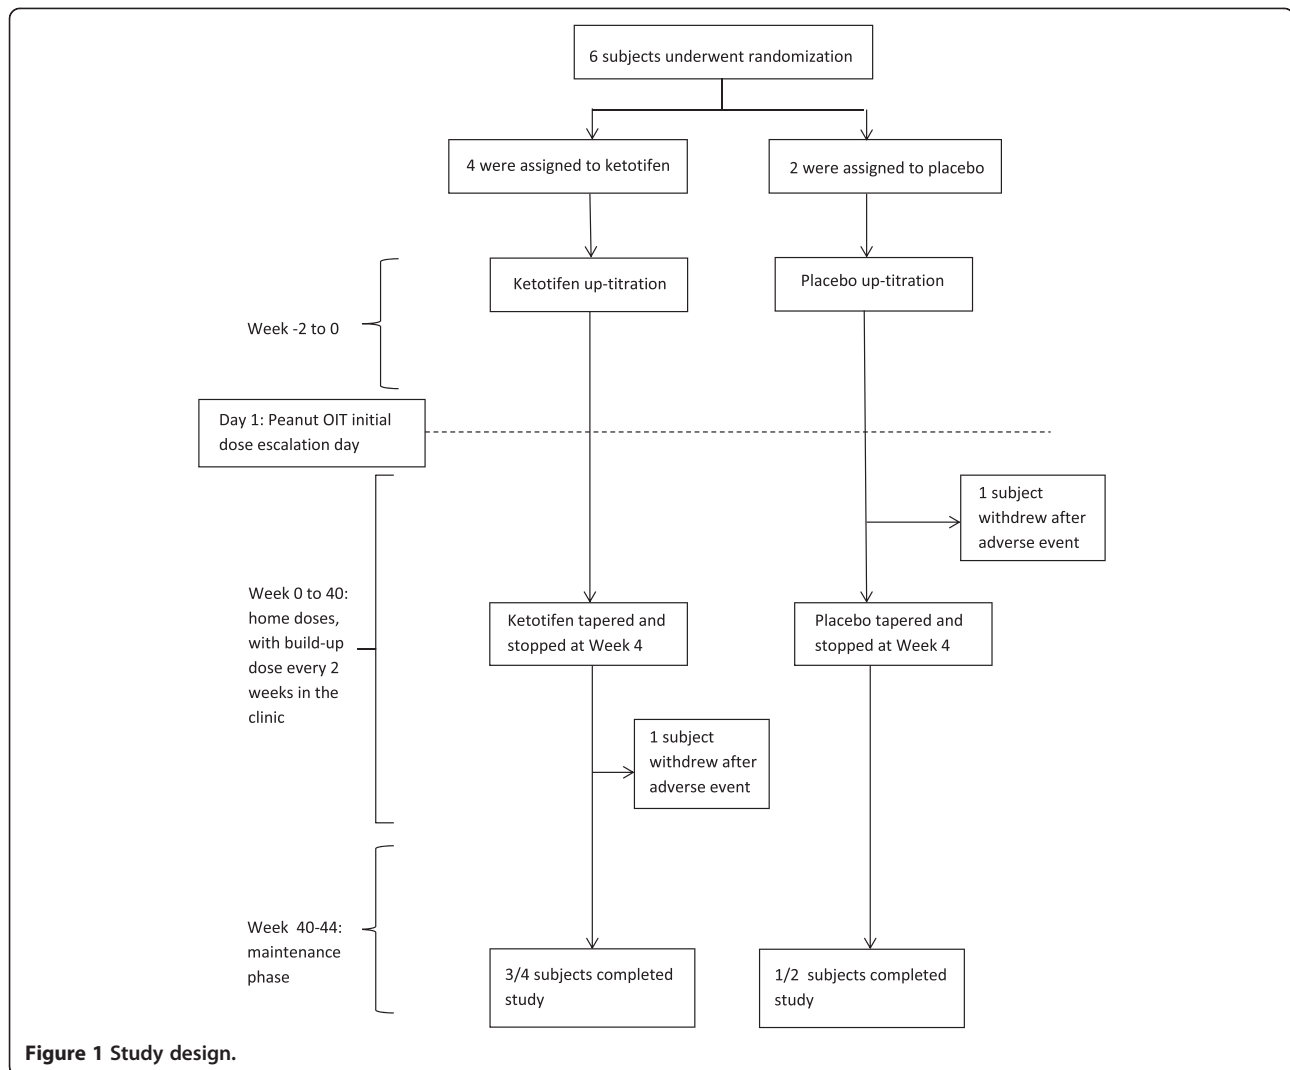 6 subjects underwent randomization
4 were assigned to ketotifen
2 were assigned to placebo
Ketotifen up-titration
Placebo up-titration
Week -2 to 0
Day 1: Peanut OIT initial
dose escalation day
1 subject
withdrew after
adverse event
Week 0 to 40:
home doses,
with build-up
dose every 2
weeks in the
clinic
Ketotifen tapered and
stopped at Week 4
Placebo tapered and
stopped at Week 4
1 subject
withdrew after
adverse event
Week  40-44:
maintenance
phase
3/4 subjects completed
study
1/2  subjects completed
study
Figure 1 Study design.